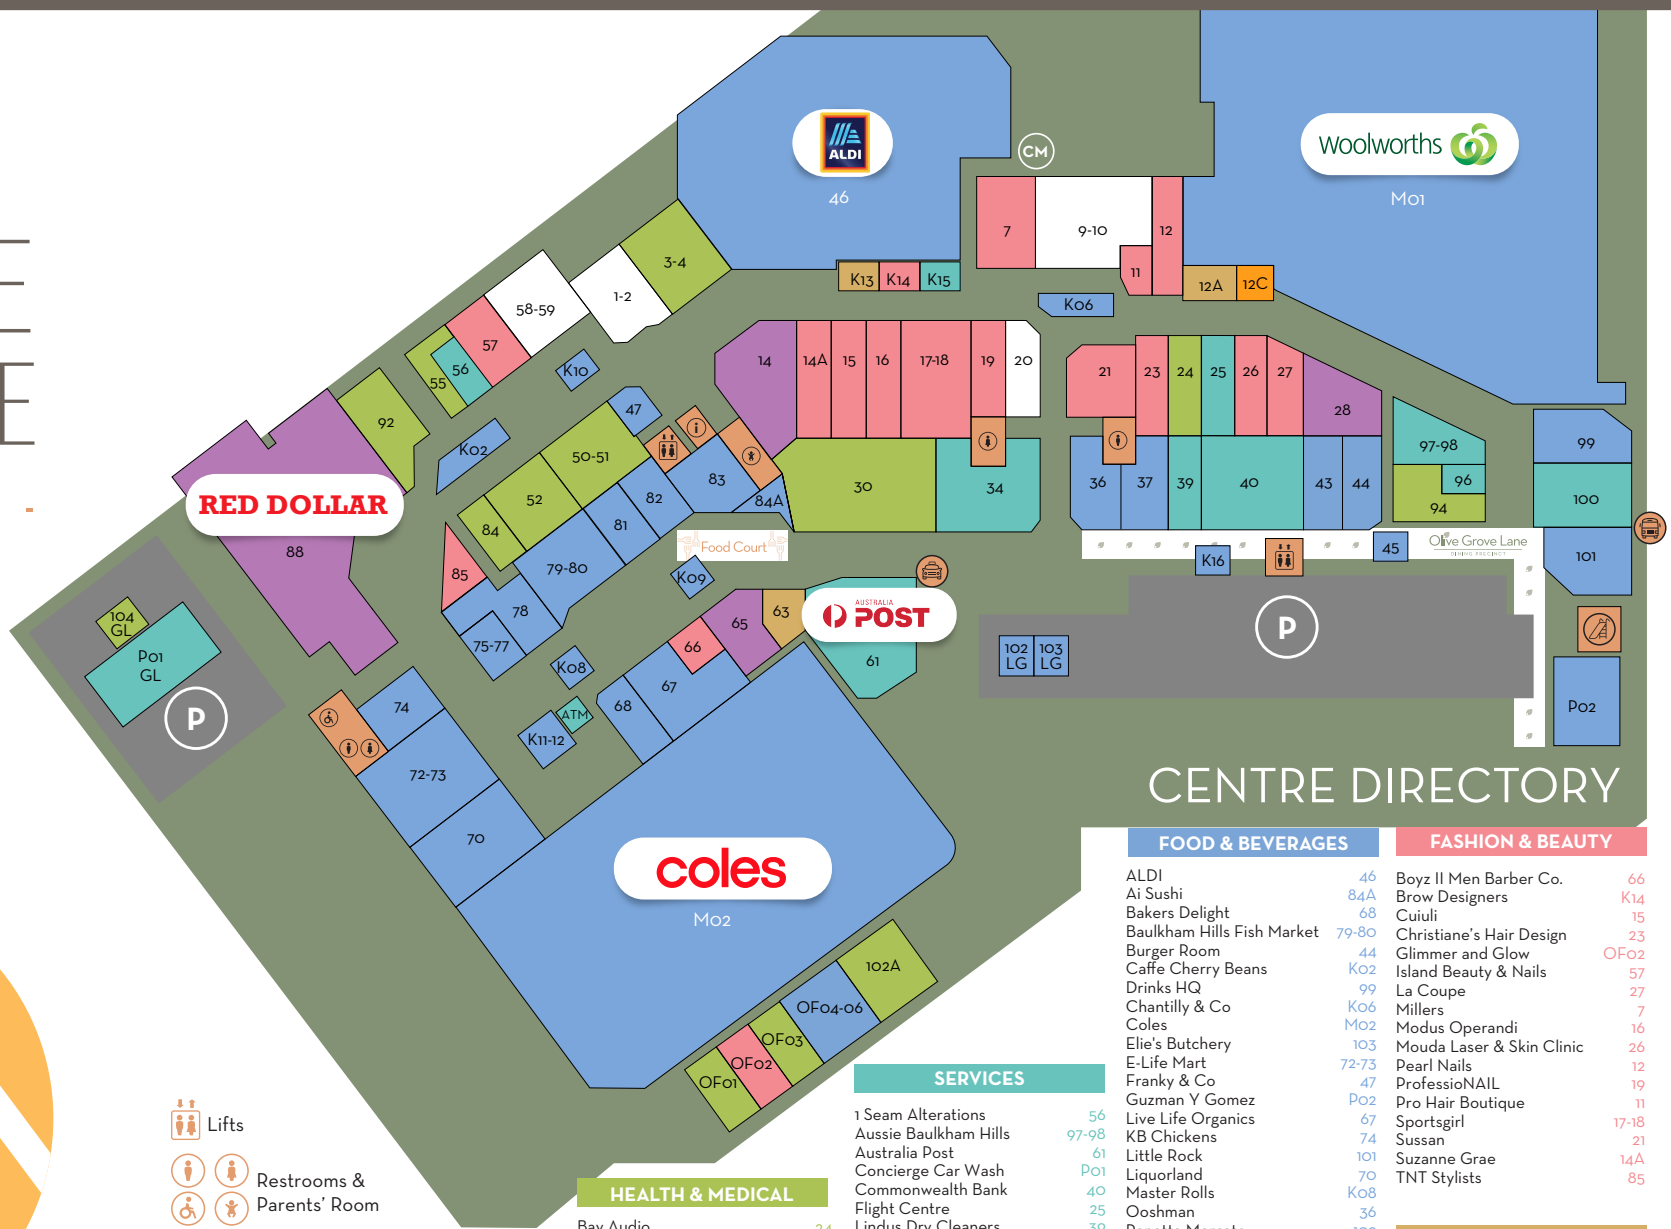 ALDI
46
CM
Woolworths
M01
7
9-10
12
11
12A
12C
3-4
K13
K14
K15
K06
1-2
58-59
57
56
55
K10
14
14A
15
16
17-18
19
20
21
23
24
25
26
27
28
92
K02
47
50-51
52
84
82
83
84A
81
79-80
30
34
36
37
39
40
43
44
97-98
96
94
99
100
101
RED DOLLAR
88
Food Court
K09
85
78
75-77
K16
45
Olive Grove Lane
DINING PRECINCT
AUSTRALIA
POST
61
63
65
66
67
68
K08
ATM
K11-12
104
GL
P01
GL
P
102
LG
103
LG
P
P02
74
72-73
70
coles
M02
102A
OF04-06
OF03
OF02
OF01
CENTRE DIRECTORY
FOOD & BEVERAGES
ALDI 46
Ai Sushi 84A
Bakers Delight 68
Baulkham Hills Fish Market 79-80
Burger Room 44
Caffe Cherry Beans K02
Drinks HQ 99
Chantilly & Co K06
Coles M02
Elie's Butchery 103
E-Life Mart 72-73
Franky & Co 47
Guzman Y Gomez P02
Live Life Organics 67
KB Chickens 74
Little Rock 101
Liquorland 70
Master Rolls K08
Ooshman 36
FASHION & BEAUTY
Boyz II Men Barber Co. 66
Brow Designers K14
Cuiuli 15
Christiane's Hair Design 23
Glimmer and Glow OF02
Island Beauty & Nails 57
La Coupe 27
Millers 7
Modus Operandi 16
Mouda Laser & Skin Clinic 26
Pearl Nails 12
ProfessioNAIL 19
Pro Hair Boutique 11
Sportsgirl 17-18
Sussan 21
Suzanne Grae 14A
TNT Stylists 85
SERVICES
1 Seam Alterations 56
Aussie Baulkham Hills 97-98
Australia Post 61
Concierge Car Wash P01
Commonwealth Bank 40
Flight Centre 25
Lindus Dry Cleaners 39
HEALTH & MEDICAL
Bay Audio 24
Lifts
Restrooms &
Parents' Room